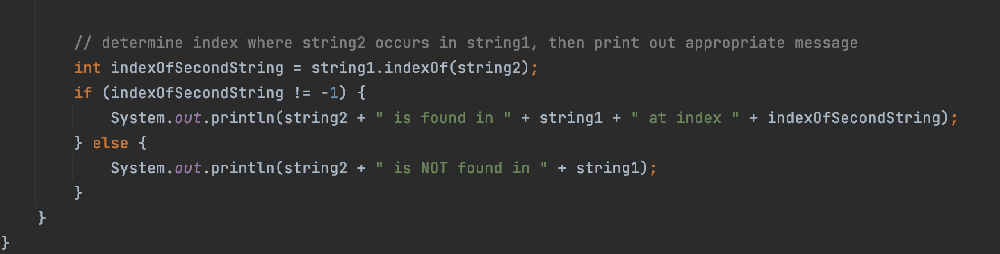 // determine index where string2 occurs in string1, then print out appropriate message
int indexOfSecondString = string1.indexOf(string2);
if (indexOfSecondString != -1) {
System.out.println(string2 + " is found in " + string1 + " at index " + indexOfSecondString);
} else {
System.out.println(string2 + " is NOT found in " + string1);
}
}
}